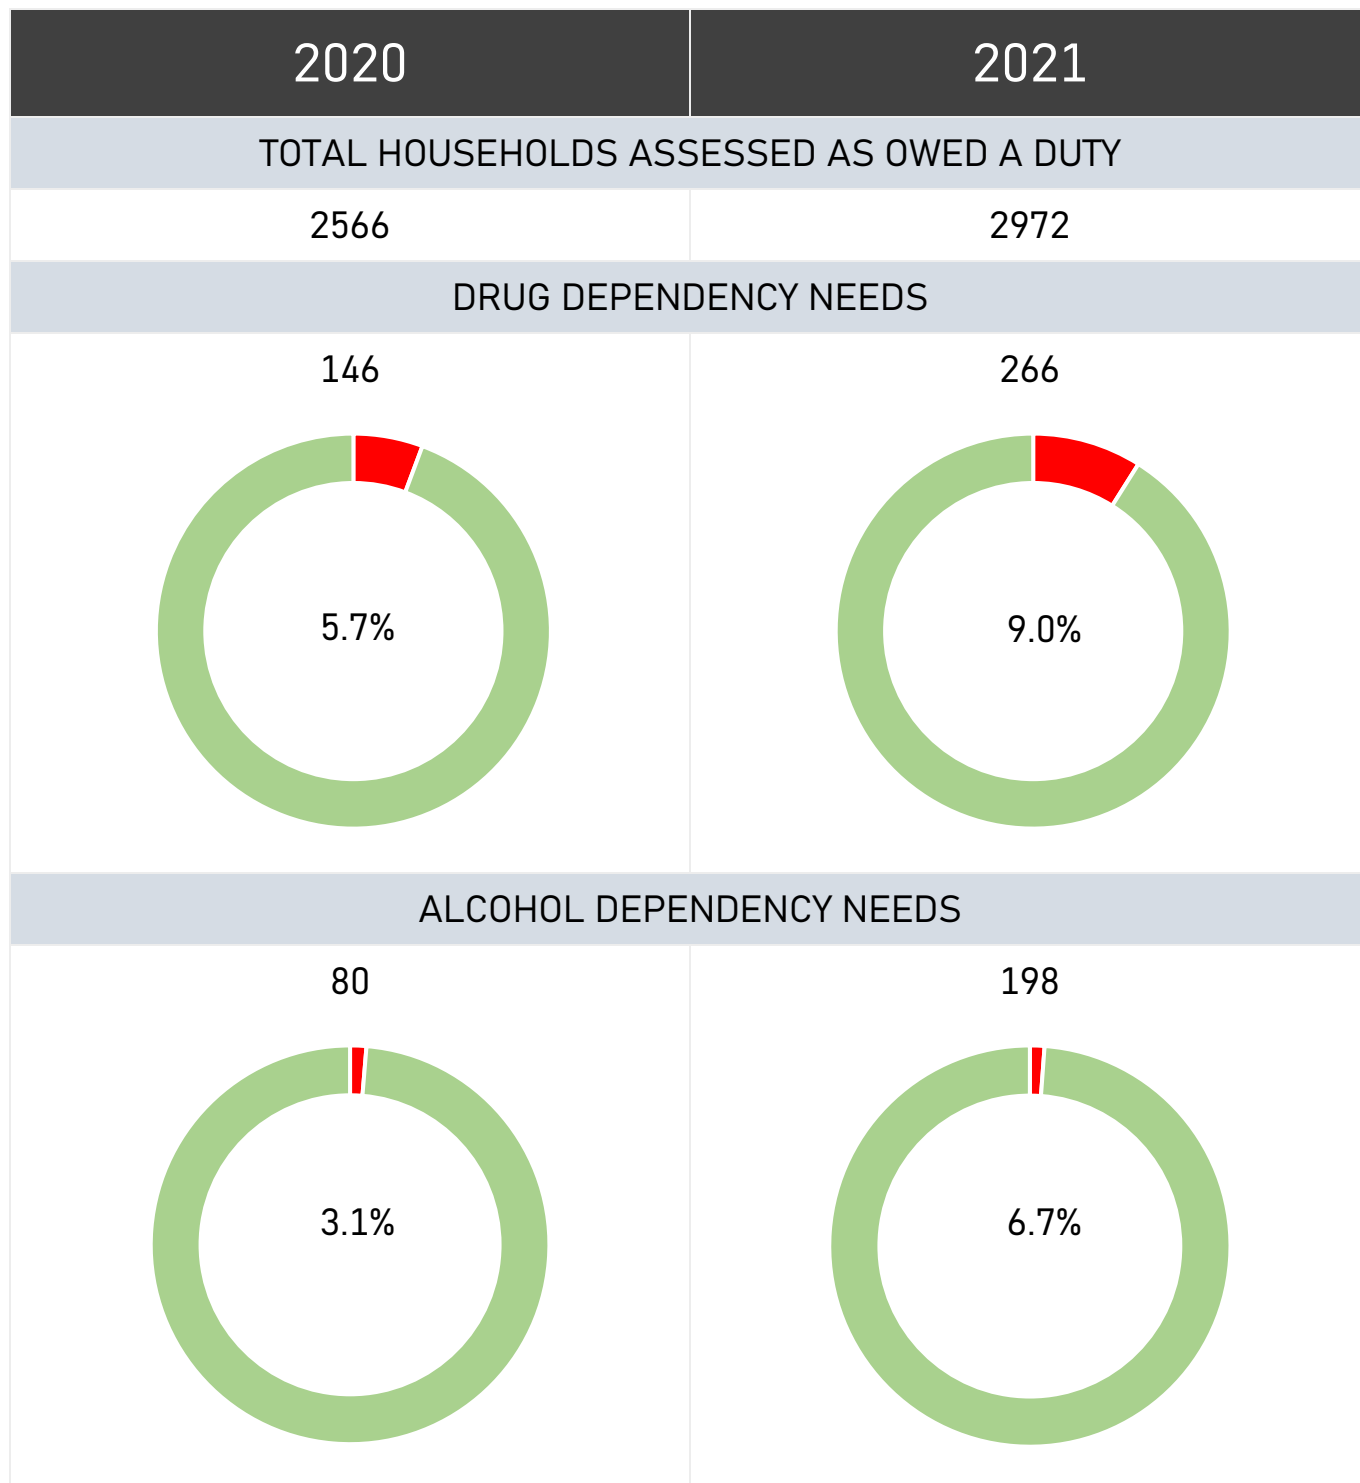 2020 2021
TOTAL HOUSEHOLDS ASSESSED AS OWED A DUTY
2566 2972
DRUG DEPENDENCY NEEDS
146 266
5.7% 9.0%
ALCOHOL DEPENDENCY NEEDS
80 198
3.1% 6.7%